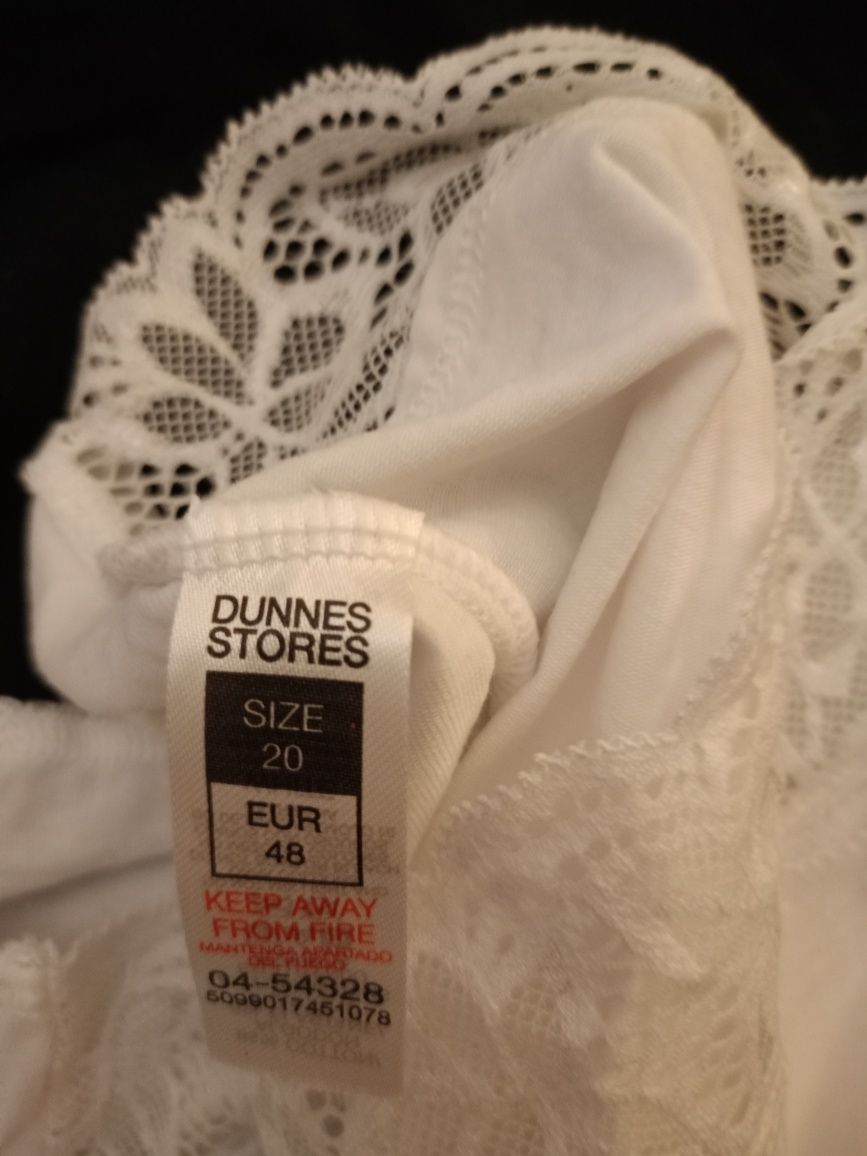 DUNNES
STORES
SIZE
20
EUR
48
KEEP AWAY
FROM FIRE
MANTENGA APARTADO
DEL FUEGO
04-54328
5099017451078